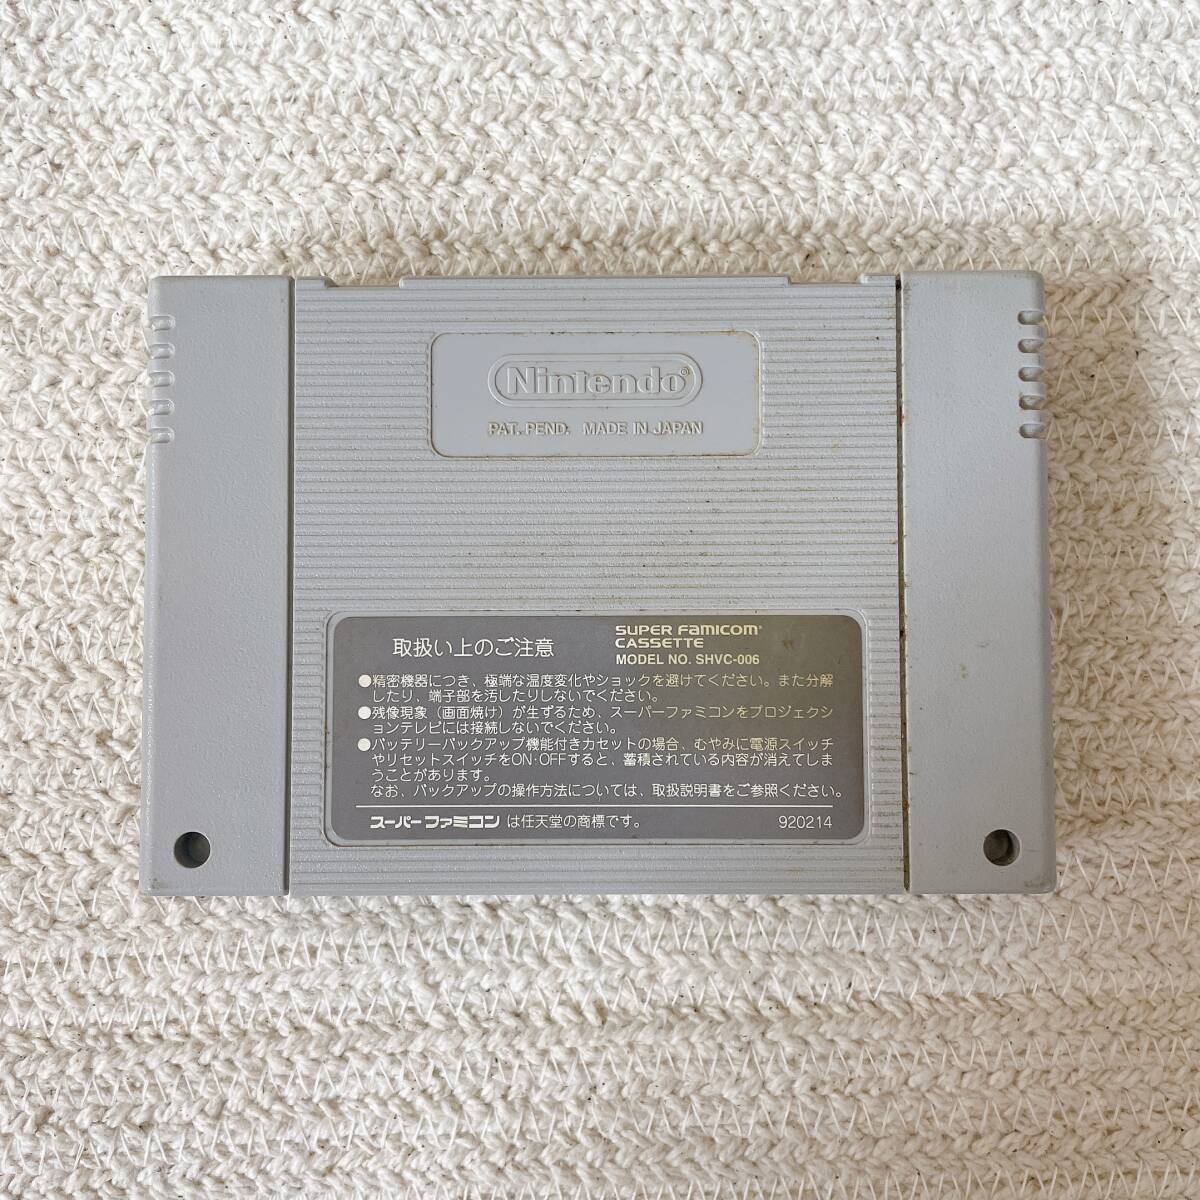 Nintendo®
PAT. PEND. MADE IN JAPAN
取扱い上のご注意
SUPER FAMICOM®
CASSETTE
MODEL NO. SHVC-006
●精密機器につき、極端な温度変化やショックを避けてください。また分解
したり、端子部を汚したりしないでください。
●残像現象（画面焼け）が生ずるため、スーパーファミコンをプロジェクシ
ョンテレビには接続しないでください。
●バッテリーバックアップ機能付きカセットの場合、むやみに電源スイッチ
やリセットスイッチをON・OFFすると、蓄積されている内容が消えてしま
うことがあります。
なお、バックアップの操作方法については、取扱説明書をご参照ください。
スーパーファミコン は任天堂の商標です。 920214